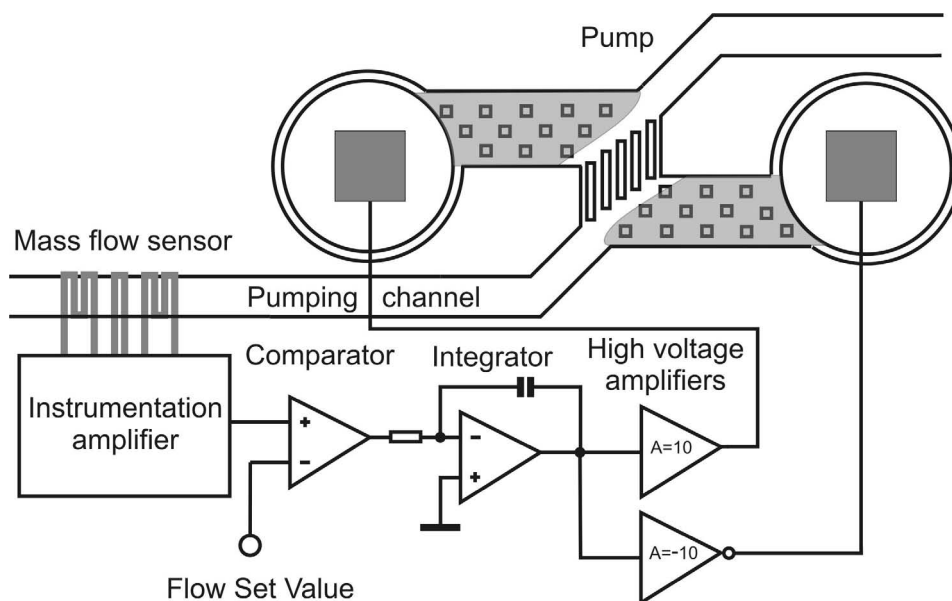 Pump
Mass flow sensor
Pumping channel
Comparator
Integrator
High voltage
amplifiers
Instrumentation
amplifier
+
-
-
+
A=10
A=-10
Flow Set Value